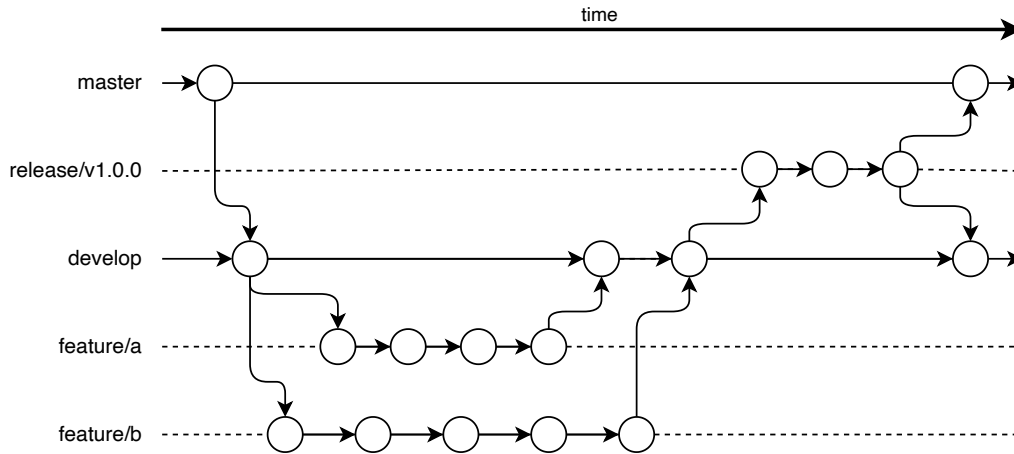 time
master
release/v1.0.0
develop
feature/a
feature/b